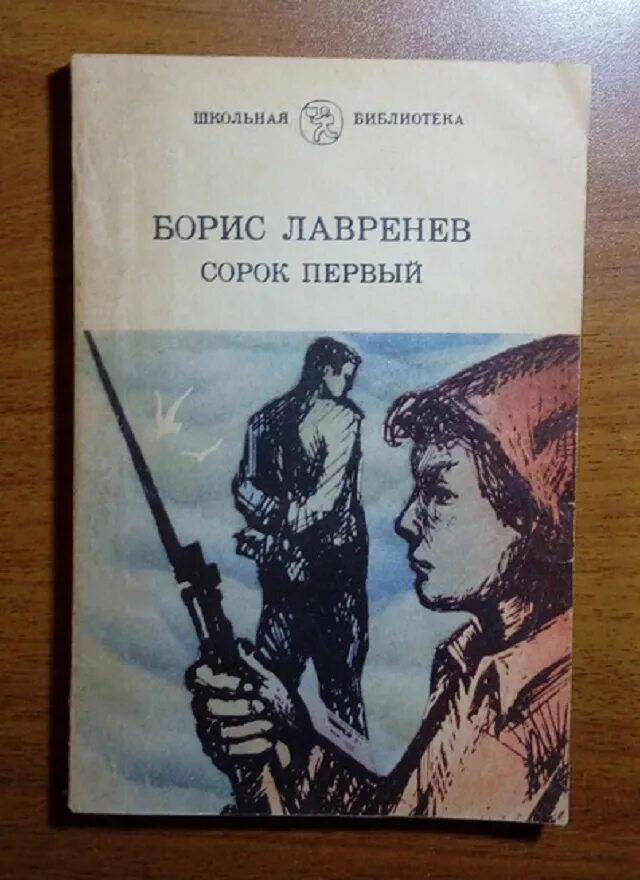 ШКОЛЬНАЯ БИБЛИОТЕКА
БОРИС ЛАВРЕНЕВ
СОРОК ПЕРВЫЙ